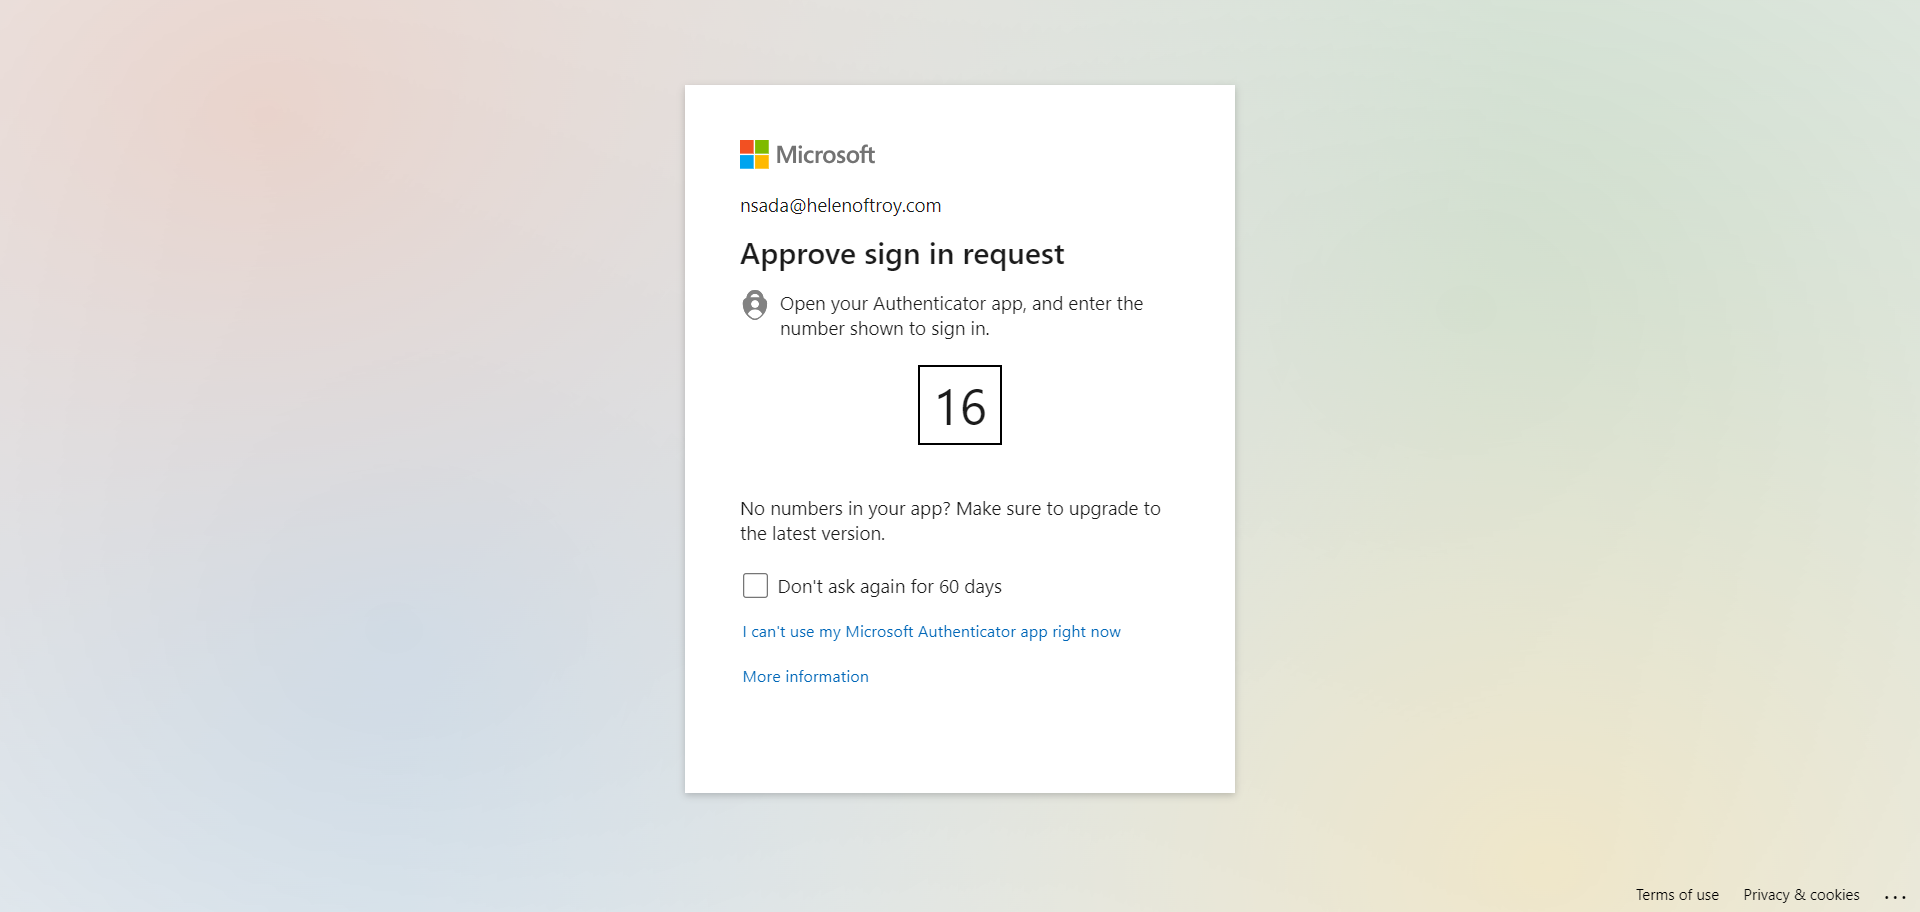 Microsoft
nsada@helenoftroy.com
Approve sign in request
Open your Authenticator app, and enter the
number shown to sign in.
16
No numbers in your app? Make sure to upgrade to
the latest version.
Don't ask again for 60 days
I can't use my Microsoft Authenticator app right now
More information
Terms of use Privacy & cookies ...